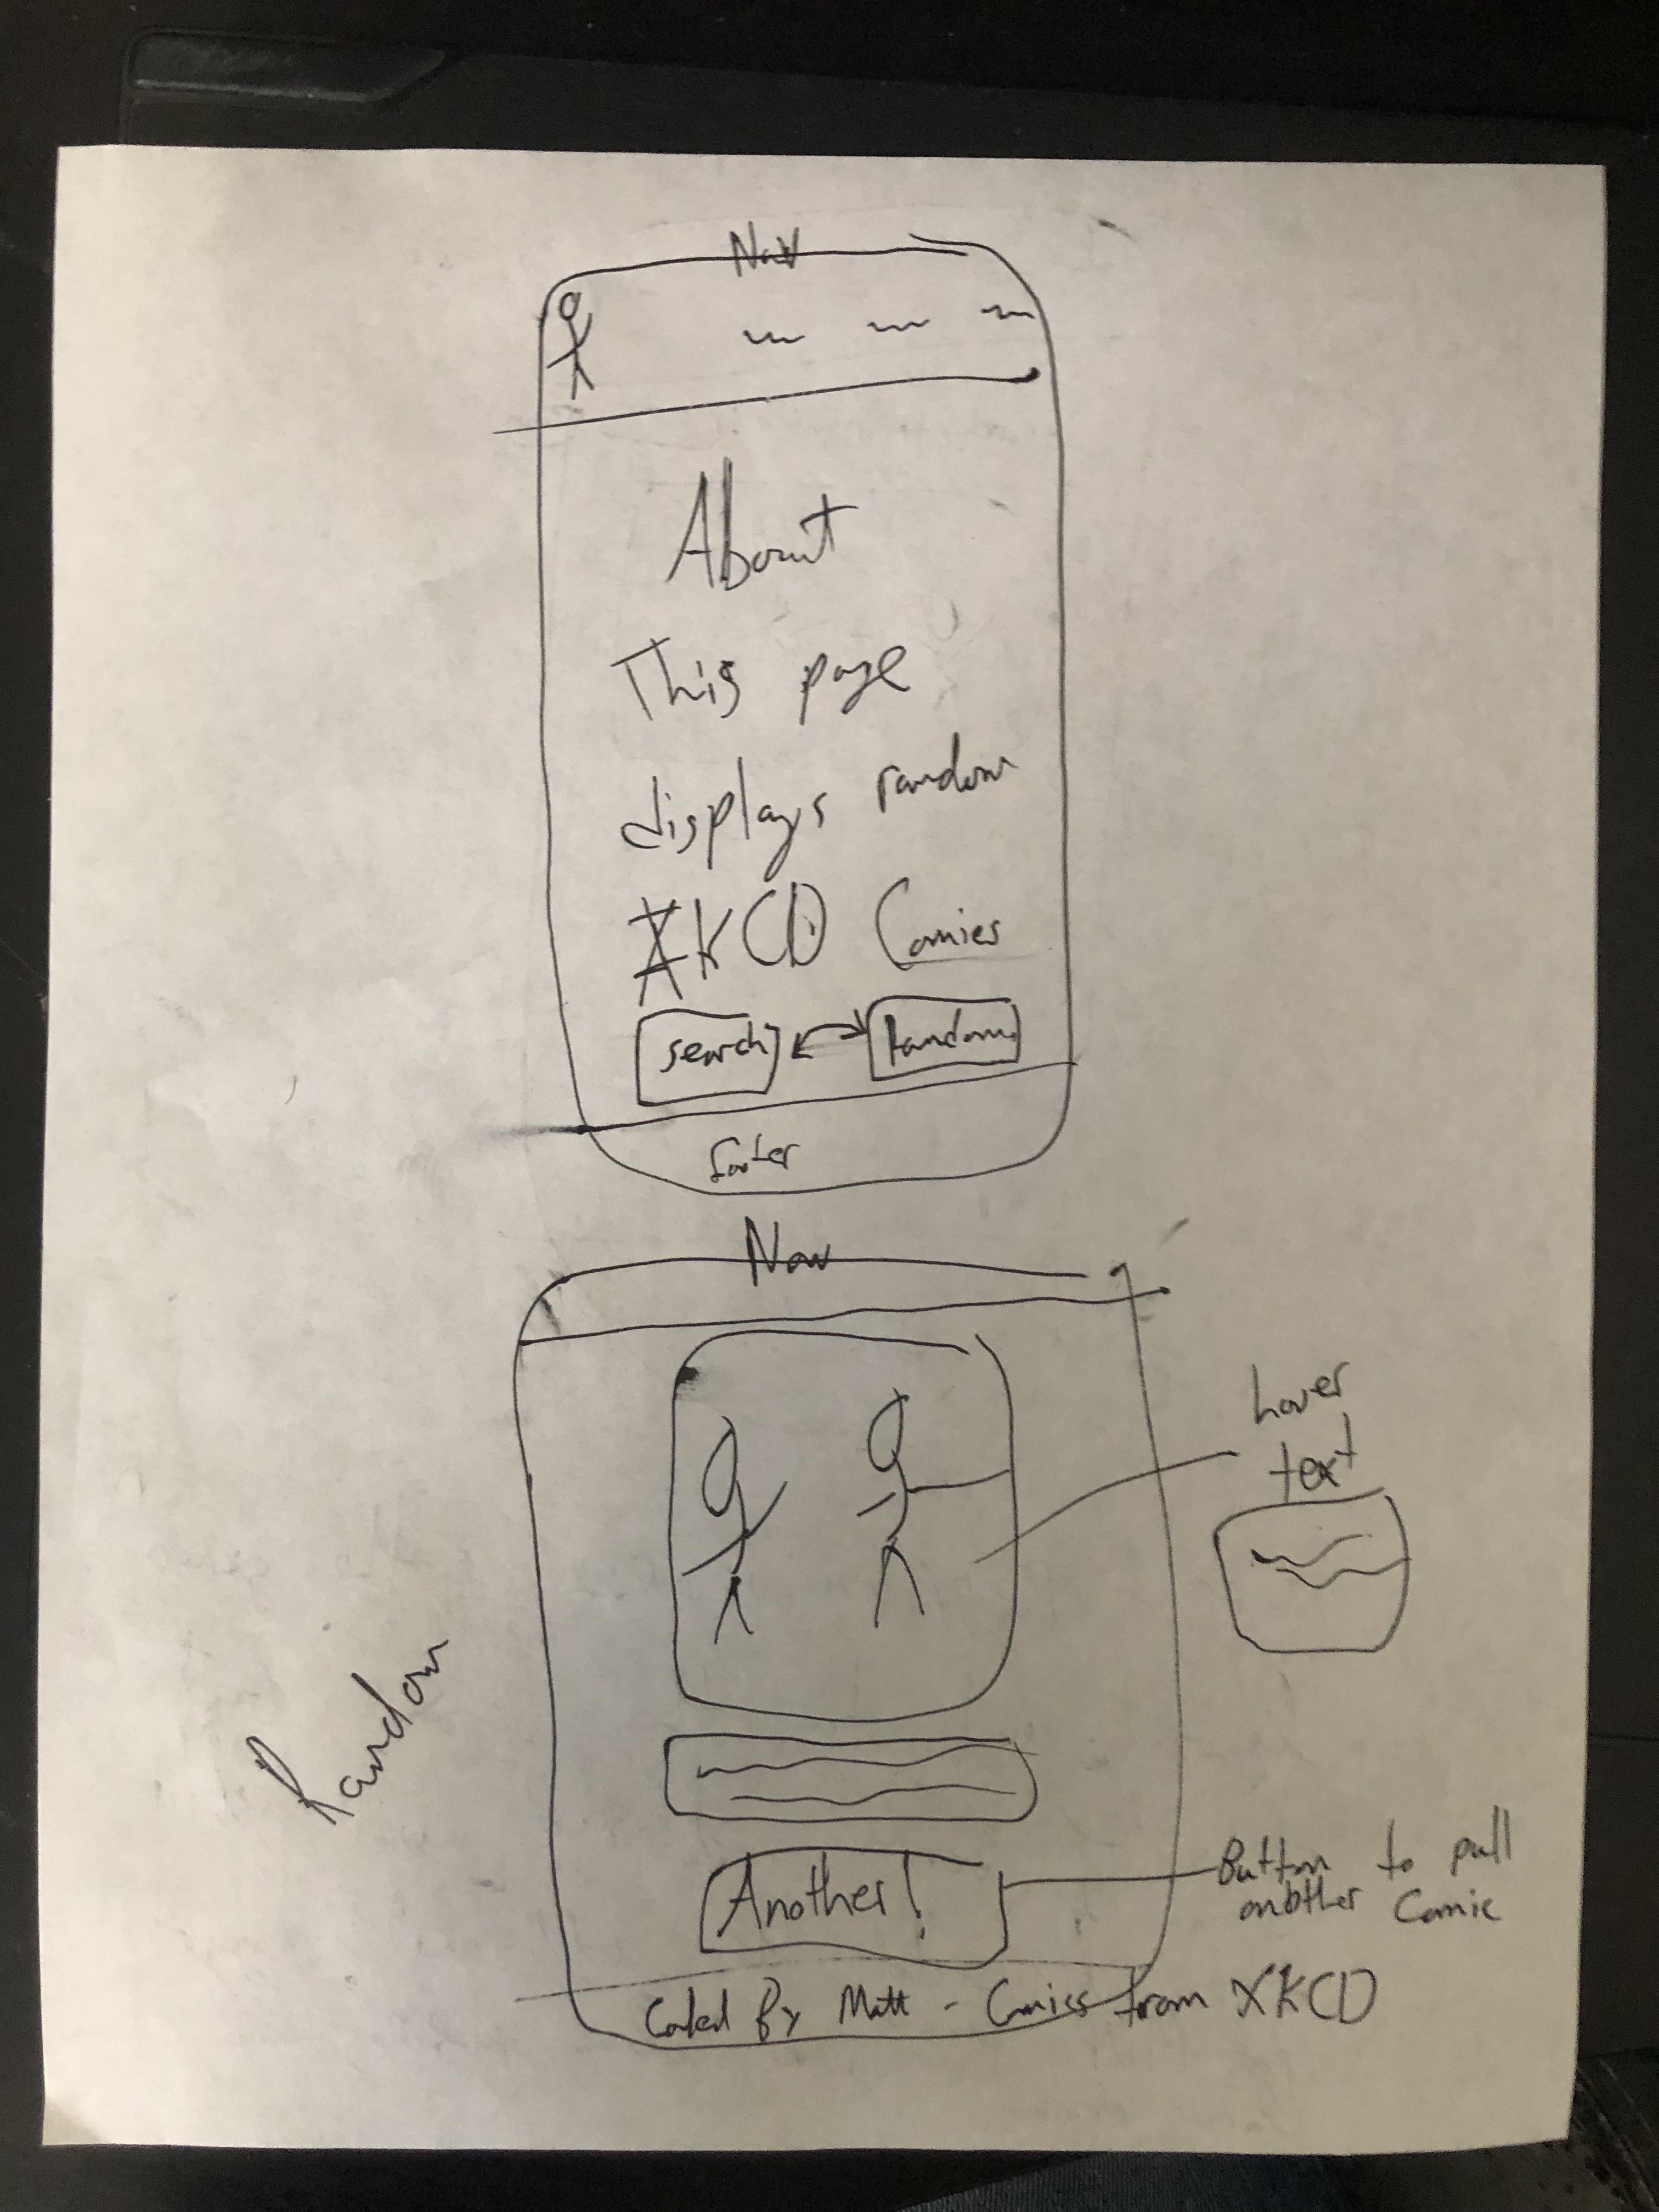 Nav
About
This page
displays random
XKCD Comics
search
Random
footer
Nav
hover
text
Random
Another!
Button to pull
another Comic
Coded By Matt - Comics from XKCD